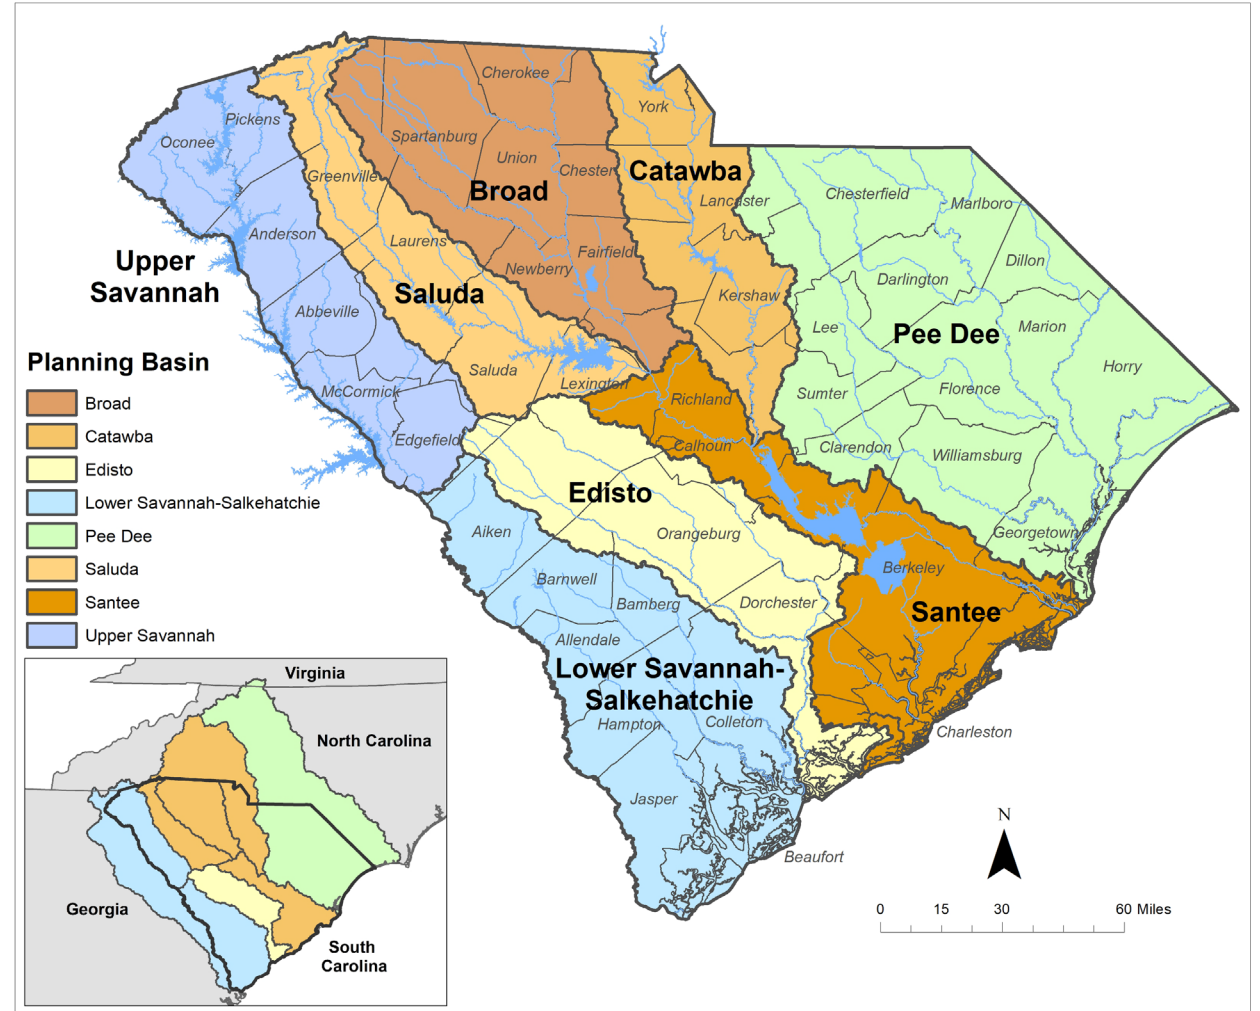 Cherokee
York
Pickens
Oconee
Spartanburg
Union
Chester
Catawba
Greenville
Broad
Lancaster
Chesterfield
Marlboro
Anderson
Laurens
Fairfield
Newberry
Dillon
Upper
Savannah
Saluda
Darlington
Kershaw
Abbeville
Lee
Pee Dee
Marion
Horry
Planning Basin
Saluda
Lexington
McCormick
Richland
Sumter
Florence
Broad
Catawba
Edisto
Lower Savannah-Salkehatchie
Pee Dee
Saluda
Santee
Upper Savannah
Edgefield
Calhoun
Clarendon
Williamsburg
Edisto
Aiken
Orangeburg
Georgetown
Barnwell
Berkeley
Bamberg
Dorchester
Santee
Allendale
Lower Savannah-
Salkehatchie
Hampton
Colleton
Charleston
Jasper
Beaufort
Virginia
North Carolina
Georgia
South
Carolina
N
0 15 30 60 Miles